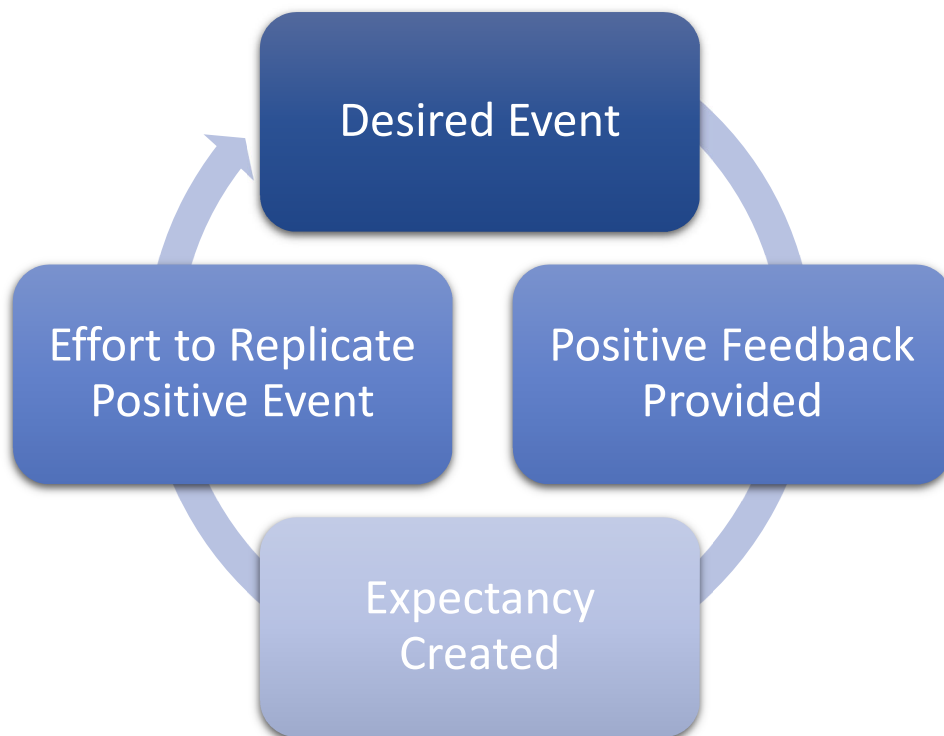 Desired Event
Positive Feedback
Provided
Expectancy
Created
Effort to Replicate
Positive Event